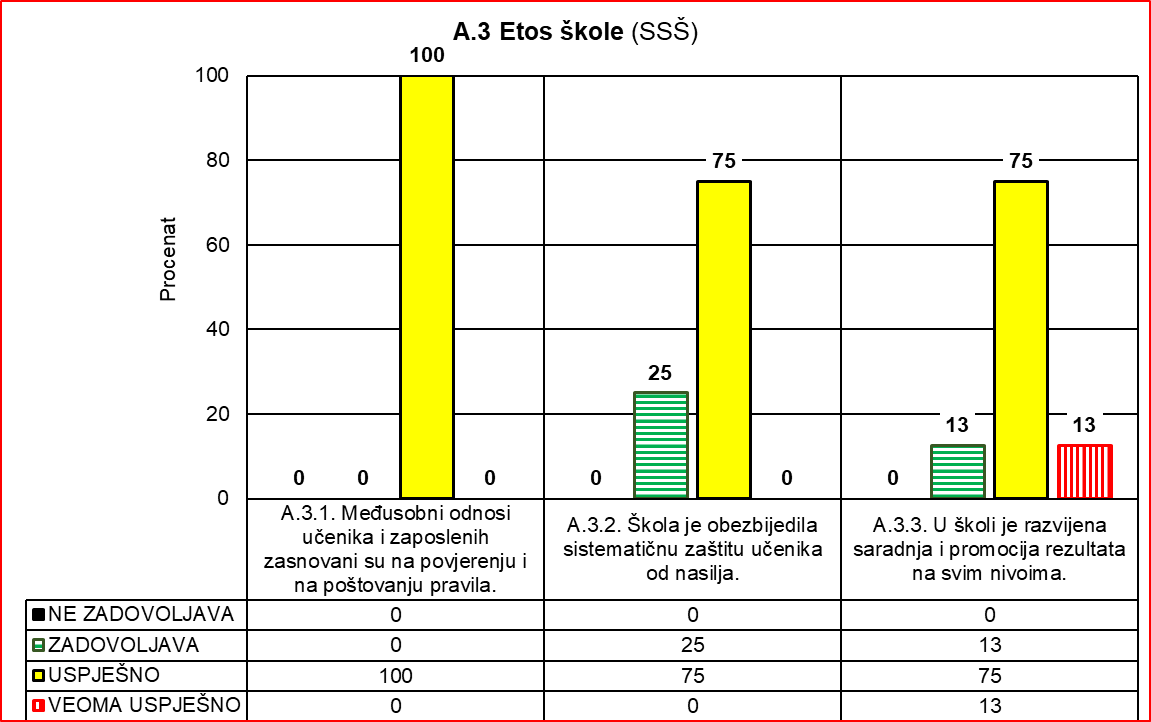 A.3 Etos škole (SSŠ)
Procenat
100
80
60
40
20
0
0
0
100
0
0
25
75
0
0
13
75
13
A.3.1. Međusobni odnosi
učenika i zaposlenih
zasnovani su na povjerenju i
na poštovanju pravila.
A.3.2. Škola je obezbijedila
sistematičnu zaštitu učenika
od nasilja.
A.3.3. U školi je razvijena
saradnja i promocija rezultata
na svim nivoima.
NE ZADOVOLJAVA 0 0 0
ZADOVOLJAVA 0 25 13
USPJEŠNO 100 75 75
VEOMA USPJEŠNO 0 0 13